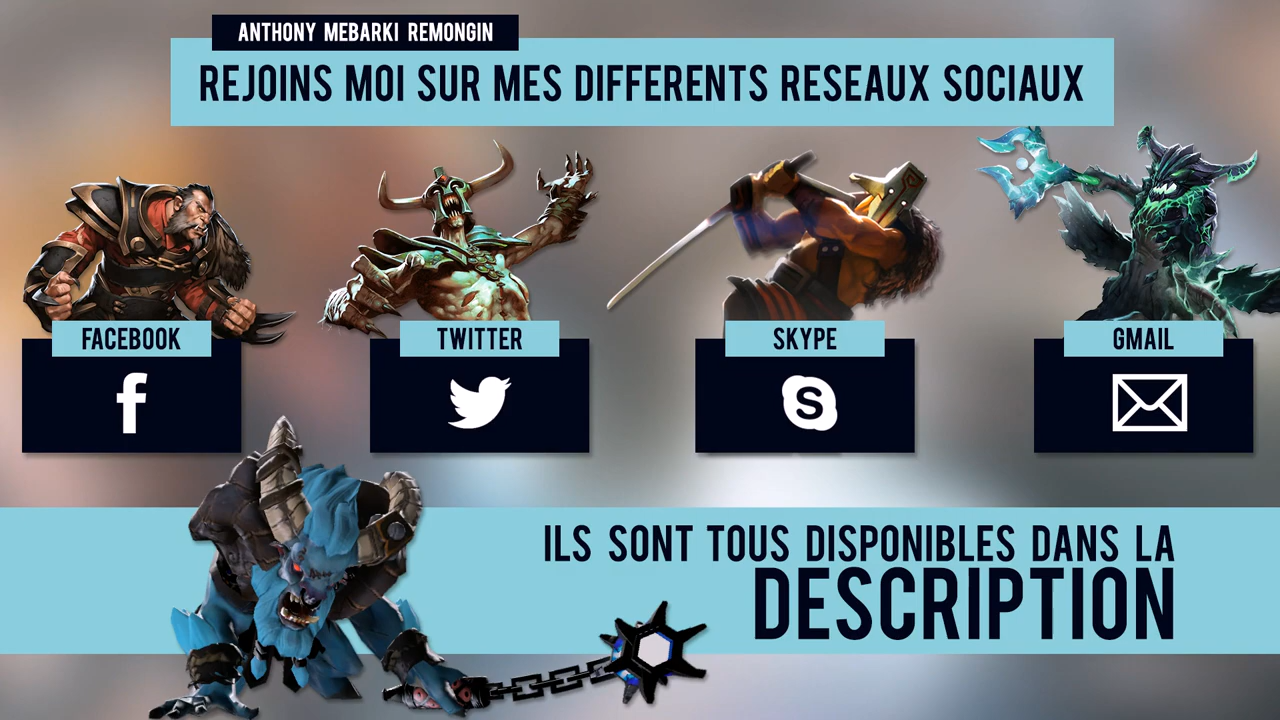 ANTHONY MEBARKI REMONGIN
REJOINS MOI SUR MES DIFFERENTS RESEAUX SOCIAUX
FACEBOOK
TWITTER
SKYPE
GMAIL
ILS SONT TOUS DISPONIBLES DANS LA
DESCRIPTION